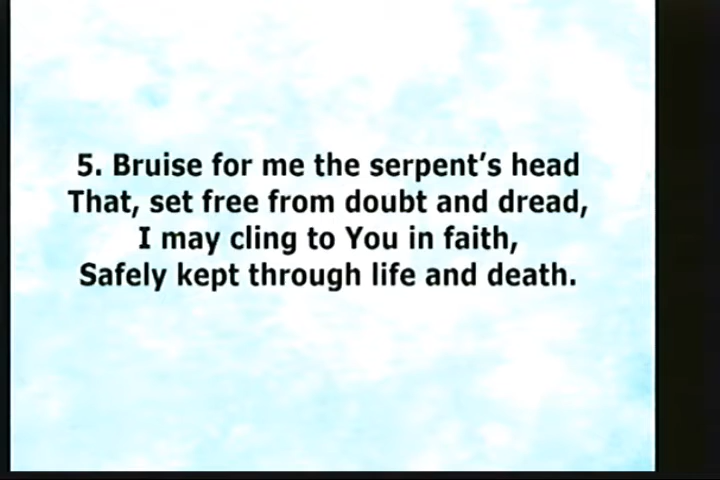 5. Bruise for me the serpent’s head
That, set free from doubt and dread,
I may cling to You in faith,
Safely kept through life and death.